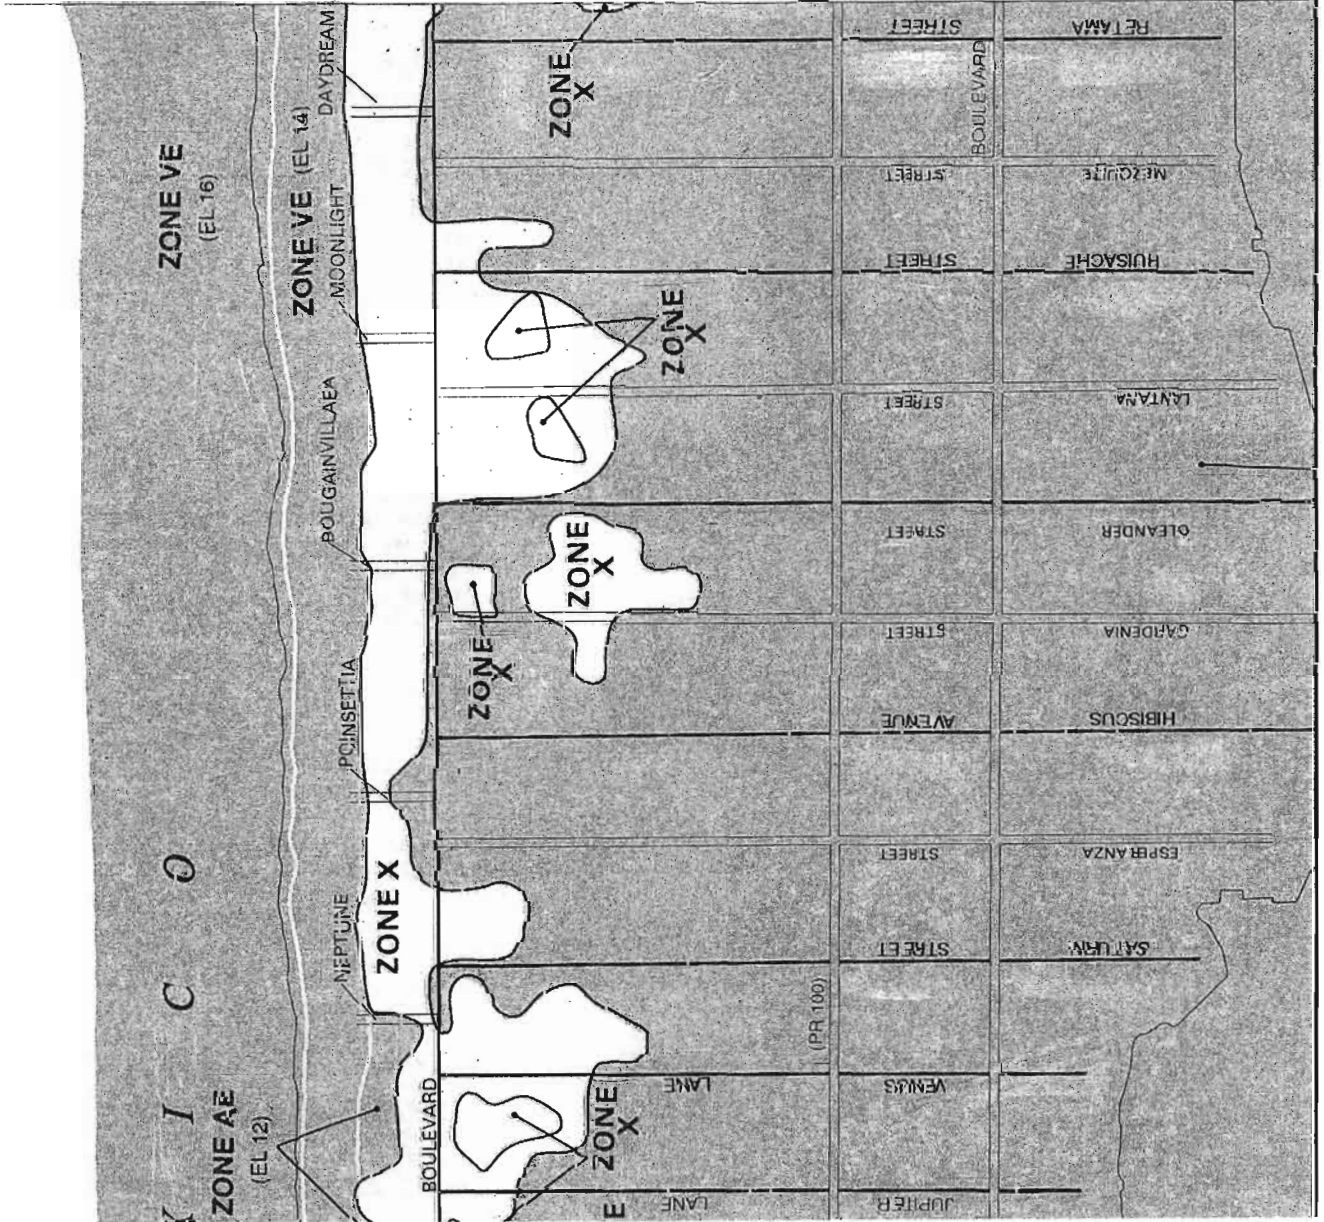 RETAMA
STREET
BOULEVARD
MEZQUITE
STREET
HUISACHE
STREET
LANTANA
STREET
OLEANDER
STREET
GARDENIA
STREET
HIBISCUS
AVENUE
ESPERANZA
STREET
SATURN
STREET
(PR 100)
VENUS
LANE
JUPITER
LANE
DAYDREAM
MOONLIGHT
BOUGAINVILLAEA
POINSETTIA
NEPTUNE
BOULEVARD
ZONE VE
(EL 16)
ZONE VE (EL 14)
ZONE
X
ZONE
X
ZONE
X
ZONE
X
ZONE X
ZONE
X
ZONE AE
(EL 12)
I C O
E